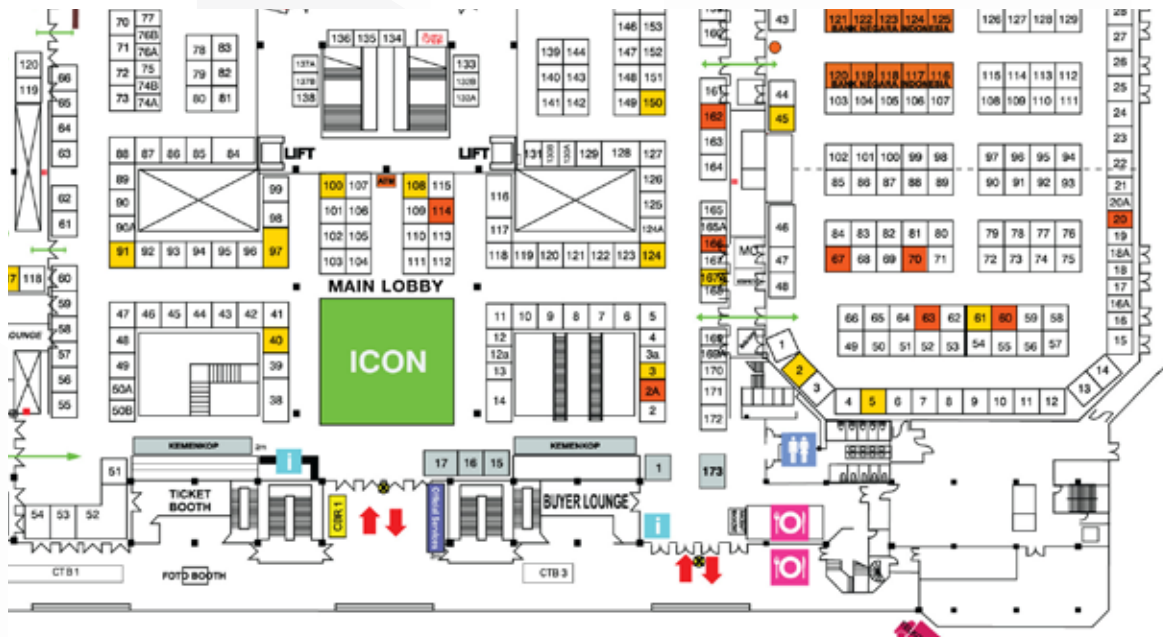 70 77
76B
71 76A
72 75
74B
73 74A
78 83
79 82
80 81
136 135 134
137A
137B
138
133
133A
146 153
139 144 147 152
140 143 148 151
141 142 149 150
161
162
163
164
43
44
45
121 122 123 124 125
BANK NEGARA INDONESIA
126 127 128 129
120 119 118 117 116
BANK NEGARA INDONESIA
103 104 105 106 107
115 114 113 112
108 109 110 111
28
27
26
25
24
23
22
21
20A
20
19
18A
18
17
16A
16
15
120
119
66
65
64
63
62
61
118
60
59
58
57
56
55
88 87 86 85 84
LIFT
LIFT
131 129 128 127
89
90
90A
91 92 93 94 95 96 97
99
98
100 107 ATM 108 115
101 106 109 114
102 105 110 113
103 104 111 112
116
117
118 119 120 121 122 123 124
126
125
124A
165
165A
166
167
167A
168
46
47
48
102 101 100 99 98
85 86 87 88 89
97 96 95 94
90 91 92 93
84 83 82 81 80
67 68 69 70 71
79 78 77 76
72 73 74 75
MAIN LOBBY
ICON
47 46 45 44 43 42 41
48
49
50A
50B
40
39
38
11 10 9 8 7 6 5
12
12a
13
14
4
3a
3
2A
2
169
169A
170
171
172
66 65 64 63 62 61 60 59 58
49 50 51 52 53 54 55 56 57
1
2
3
4 5 6 7 8 9 10 11 12
13
14
KEMENKOP
2m
KEMENKOP
17 16 15
1
173
i
51
54 53 52
TICKET
BOOTH
CBR 1
Critical Services
BUYER LOUNGE
i
CTB 1
FOTO BOOTH
CTB 3